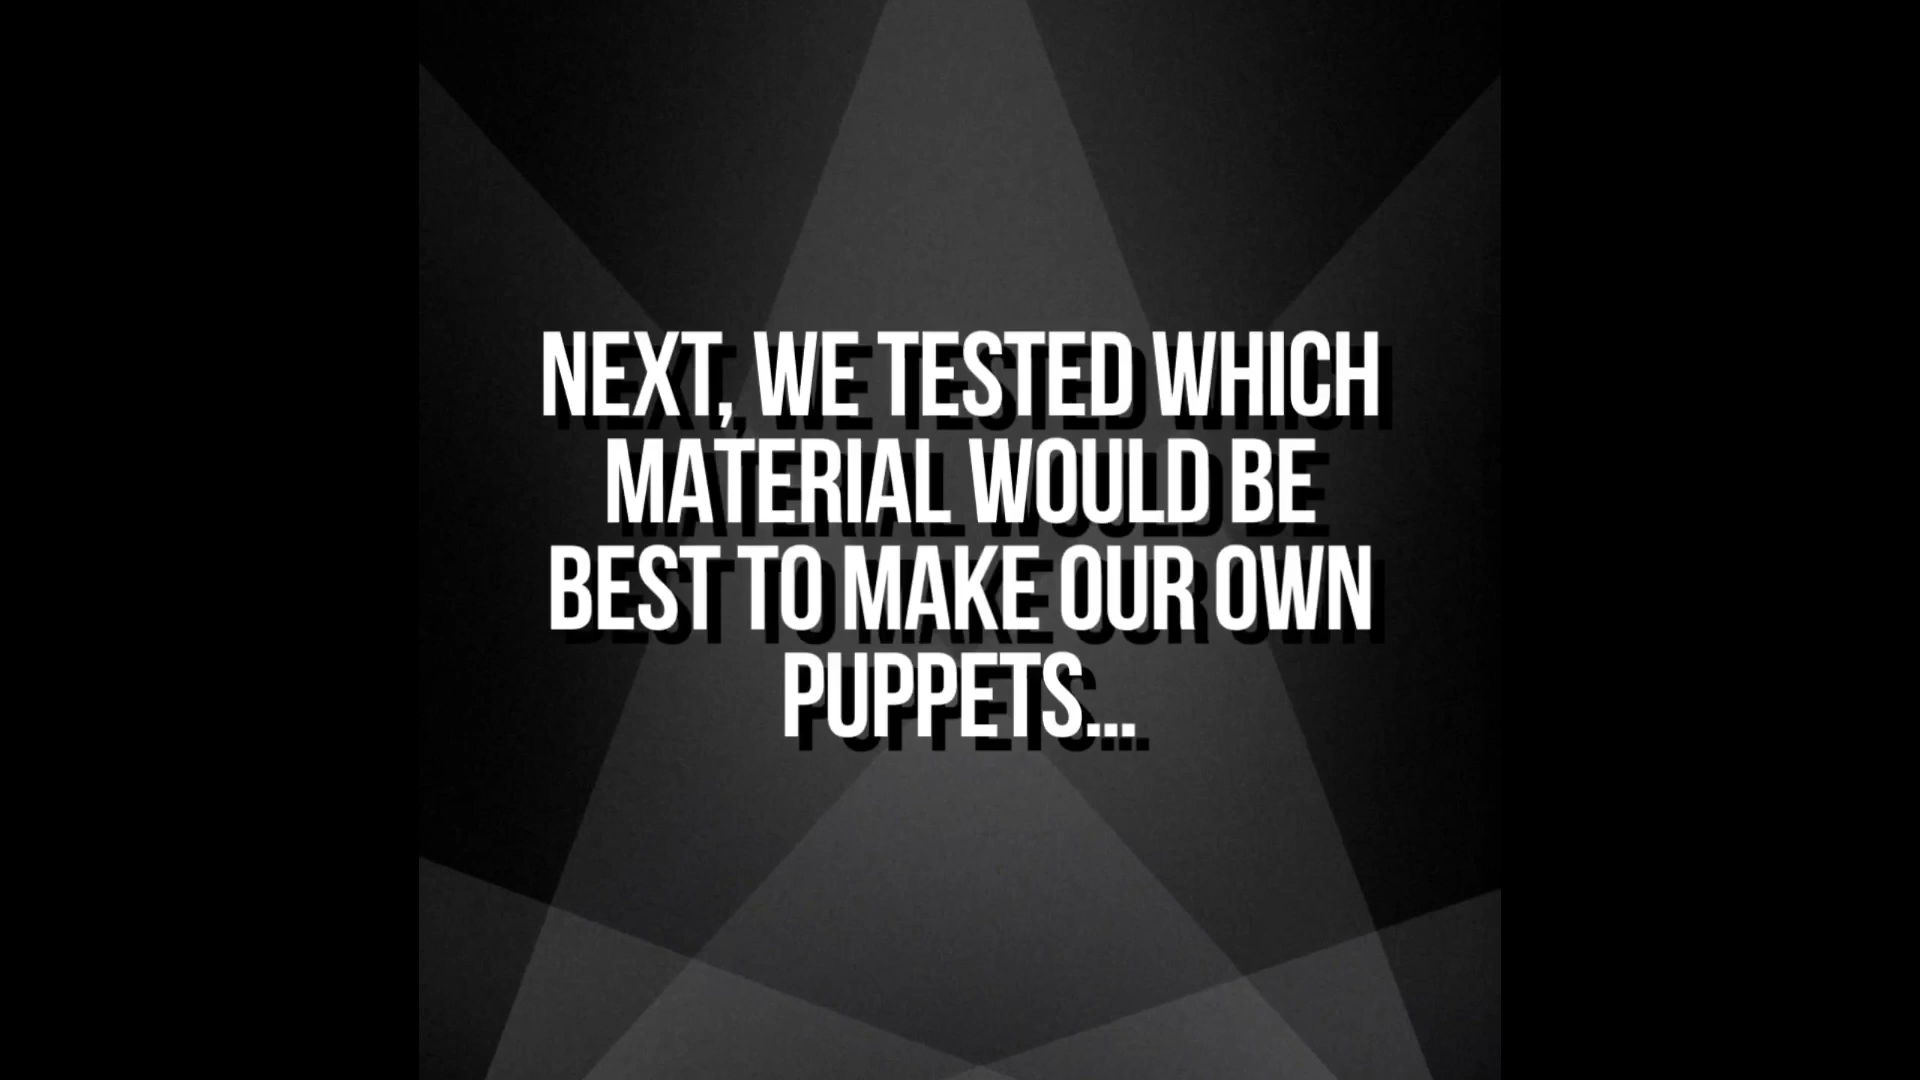 NEXT, WE TESTED WHICH
MATERIAL WOULD BE
BEST TO MAKE OUR OWN
PUPPETS...